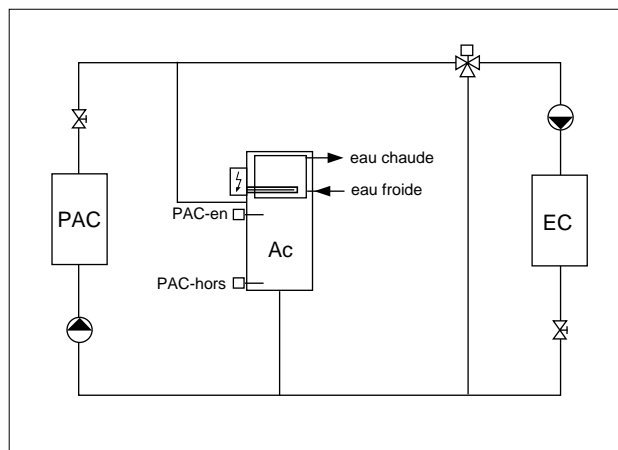 eau chaude
eau froide
PAC
PAC-en
EC
Ac
PAC-hors